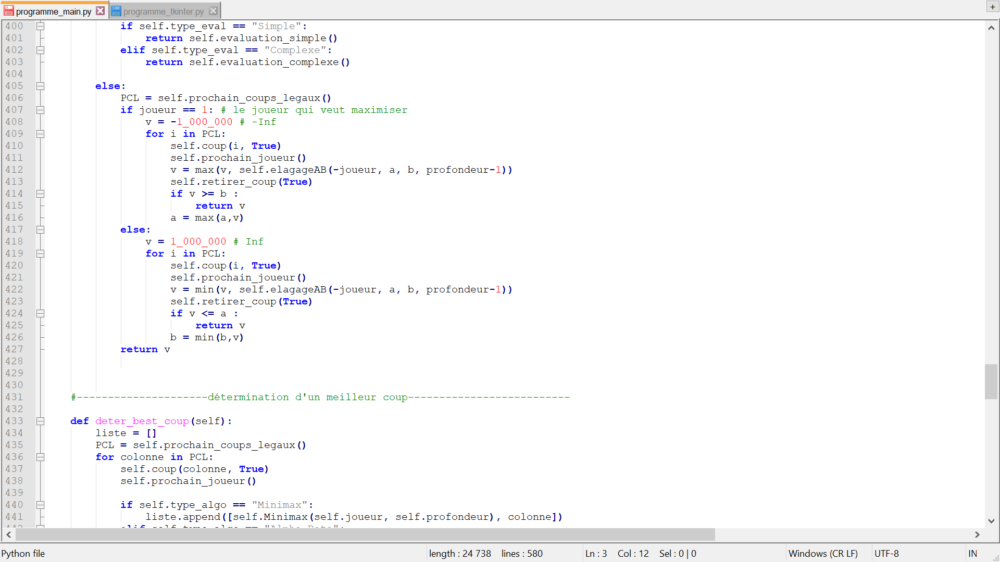 programme_main.py programme_tkinter.py +
400 if self.type_eval == "Simple":
401 return self.evaluation_simple()
402 elif self.type_eval == "Complexe":
403 return self.evaluation_complexe()
404
405 else:
406 PCL = self.prochain_coups_legaux()
407 if joueur == 1: # le joueur qui veut maximiser
408 v = -1_000_000 # -Inf
409 for i in PCL:
410 self.coup(i, True)
411 self.prochain_joueur()
412 v = max(v, self.elagageAB(-joueur, a, b, profondeur-1))
413 self.retirer_coup(True)
414 if v >= b :
415 return v
416 a = max(a,v)
417 else:
418 v = 1_000_000 # Inf
419 for i in PCL:
420 self.coup(i, True)
421 self.prochain_joueur()
422 v = min(v, self.elagageAB(-joueur, a, b, profondeur-1))
423 self.retirer_coup(True)
424 if v <= a :
425 return v
426 b = min(b,v)
427 return v
428
429
430
431 #---------------------détermination d'un meilleur coup--------------------------
432
433 def deter_best_coup(self):
434 liste = []
435 PCL = self.prochain_coups_legaux()
436 for colonne in PCL:
437 self.coup(colonne, True)
438 self.prochain_joueur()
439
440 if self.type_algo == "Minimax":
441 liste.append([self.Minimax(self.joueur, self.profondeur), colonne])
Python file length : 24 738 lines : 580 Ln : 3 Col : 12 Sel : 0 | 0 Windows (CR LF) UTF-8 IN